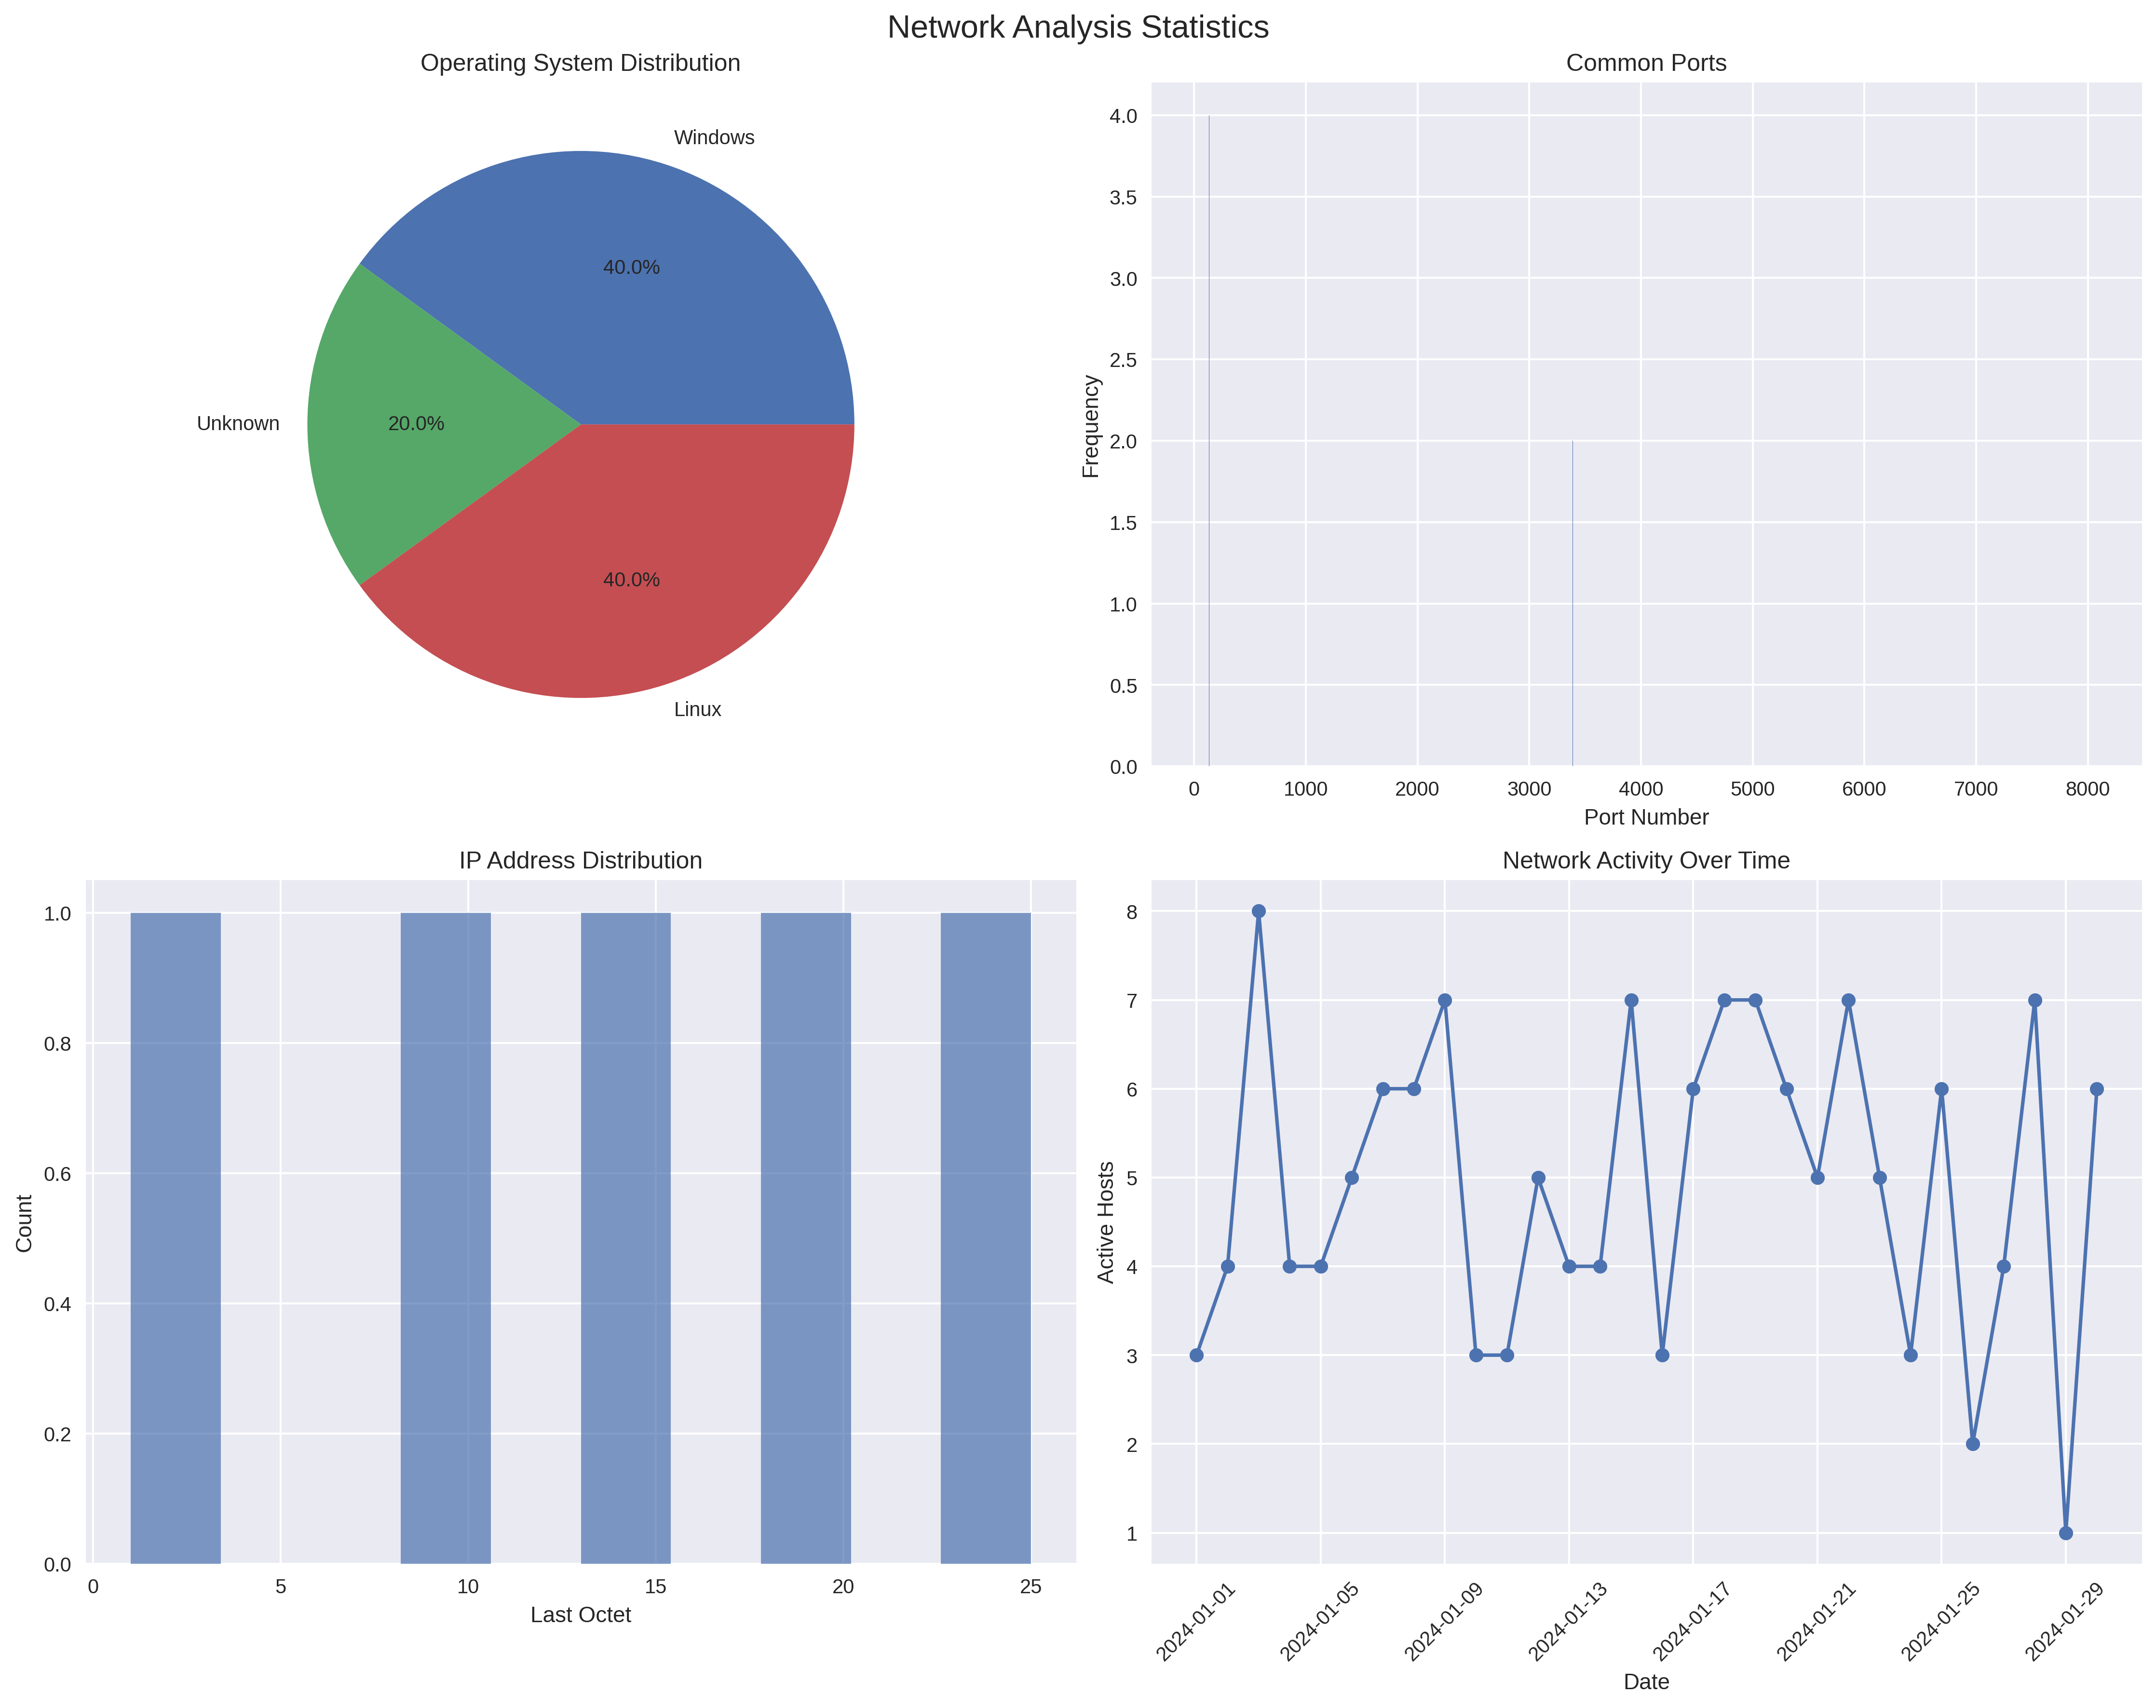 Network Analysis Statistics
Operating System Distribution
Windows
40.0%
Unknown
20.0%
40.0%
Linux
Common Ports
4.0
3.5
3.0
2.5
2.0
1.5
1.0
0.5
0.0
Frequency
0 1000 2000 3000 4000 5000 6000 7000 8000
Port Number
IP Address Distribution
1.0
0.8
0.6
0.4
0.2
0.0
Count
0 5 10 15 20 25
Last Octet
Network Activity Over Time
8
7
6
5
4
3
2
1
Active Hosts
2024-01-01 2024-01-05 2024-01-09 2024-01-13 2024-01-17 2024-01-21 2024-01-25 2024-01-29
Date